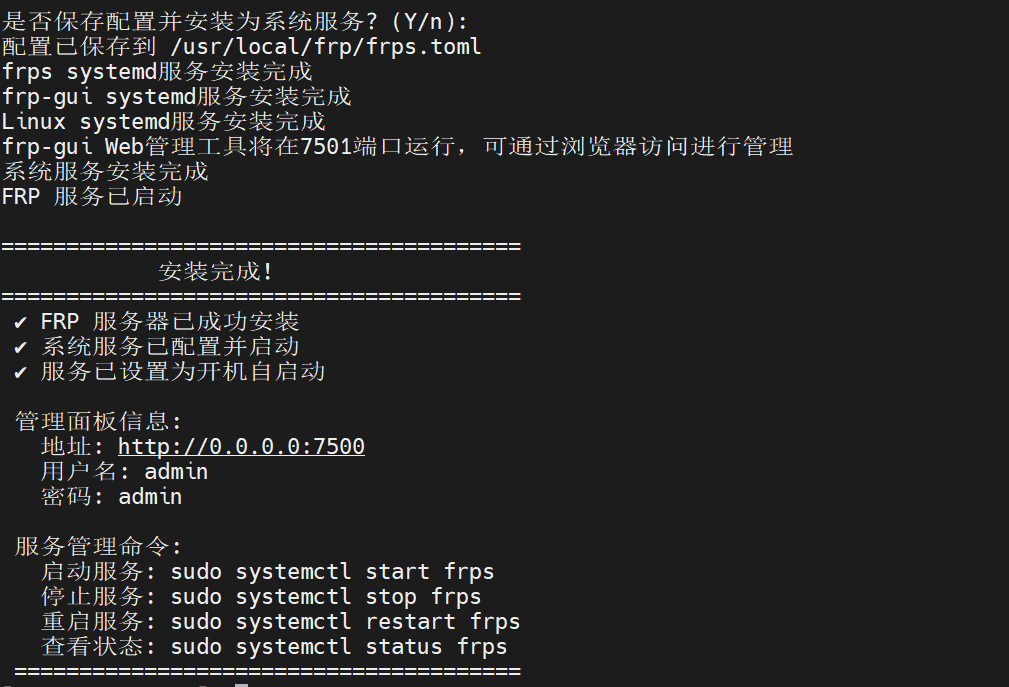 是否保存配置并安装为系统服务? (Y/n):
配置已保存到 /usr/local/frp/frps.toml
frps systemd服务安装完成
frp-gui systemd服务安装完成
Linux systemd服务安装完成
frp-gui Web管理工具将在7501端口运行，可通过浏览器访问进行管理
系统服务安装完成
FRP 服务已启动
========================================
安装完成!
========================================
✔ FRP 服务器已成功安装
✔ 系统服务已配置并启动
✔ 服务已设置为开机自启动
管理面板信息:
地址: http://0.0.0.0:7500
用户名: admin
密码: admin
服务管理命令:
启动服务: sudo systemctl start frps
停止服务: sudo systemctl stop frps
重启服务: sudo systemctl restart frps
查看状态: sudo systemctl status frps
=======================================